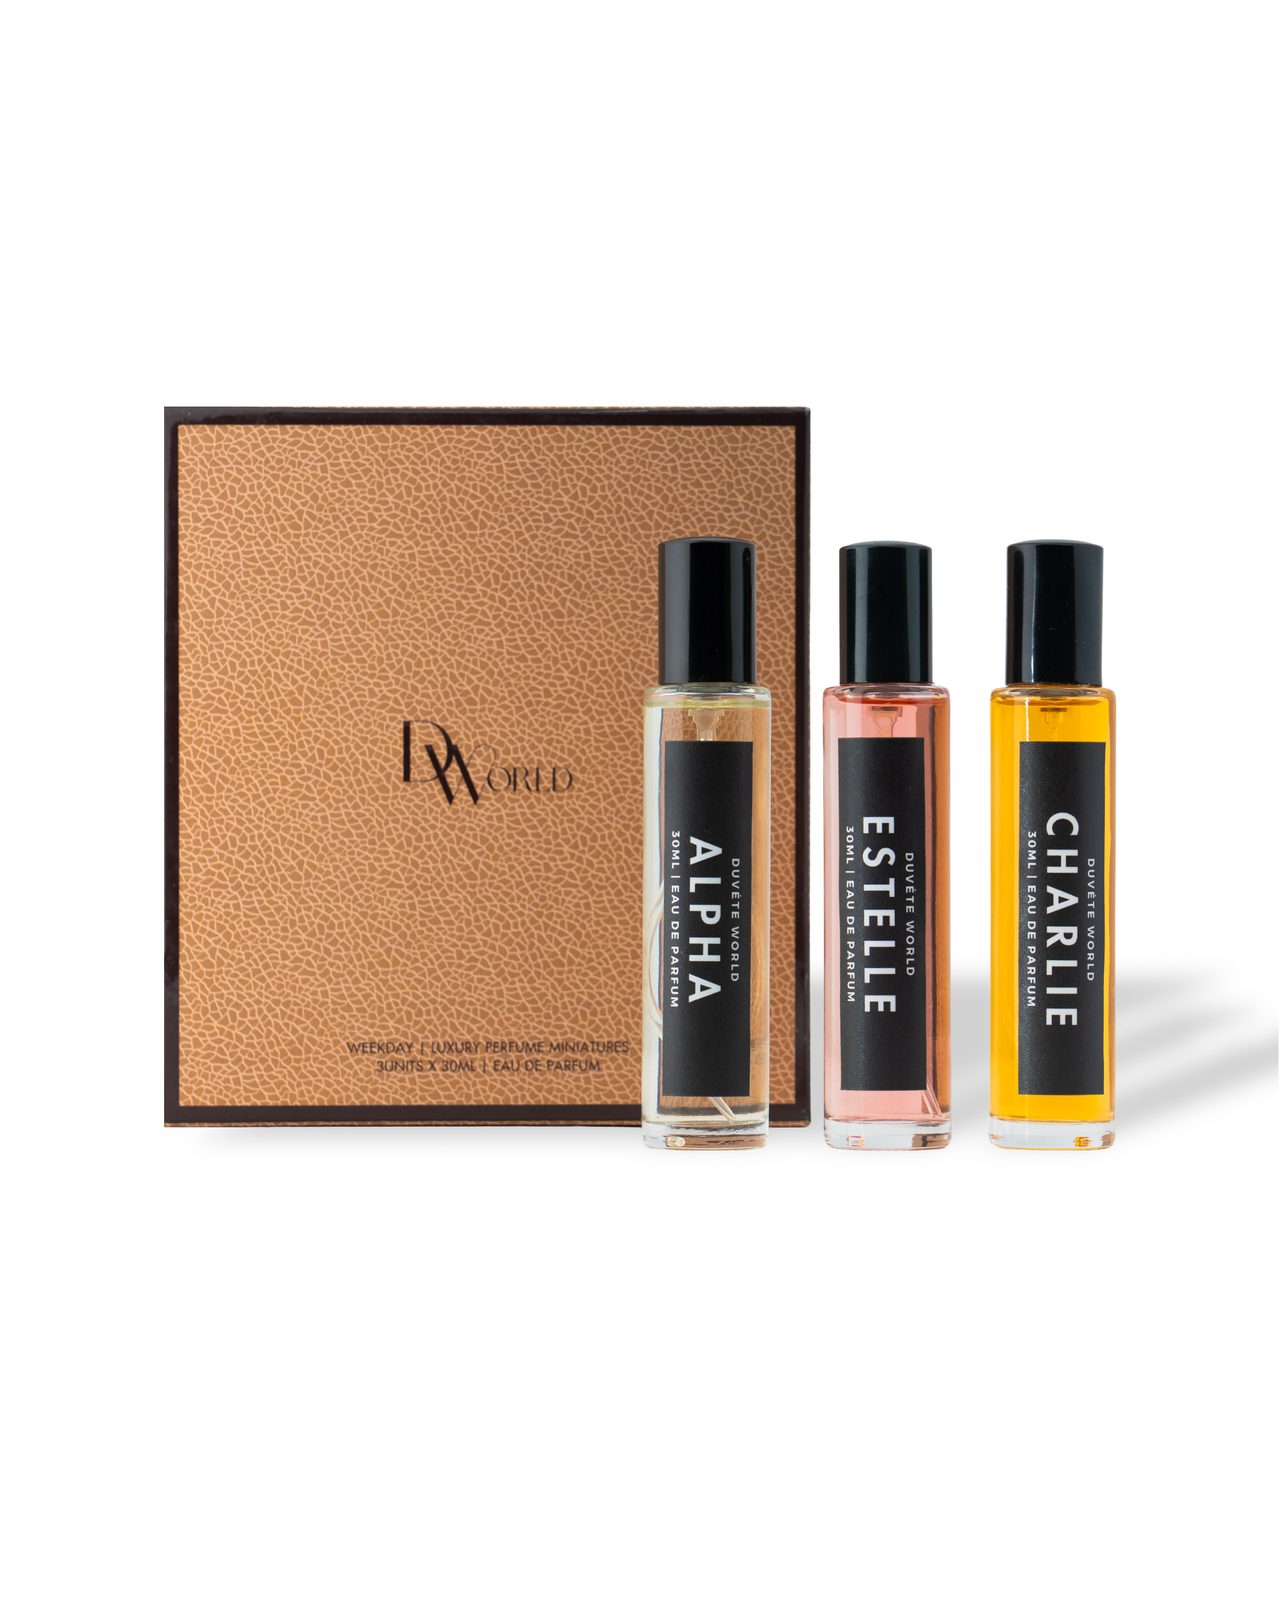 DWORLD
WEEKDAY | LUXURY PERFUME MINIATURES
3UNITS X 30ML | EAU DE PARFUM
DUVÉTE WORLD
ALPHA
30ML | EAU DE PARFUM
DUVÉTE WORLD
ESTELLE
30ML | EAU DE PARFUM
DUVÉTE WORLD
CHARLIE
30ML | EAU DE PARFUM